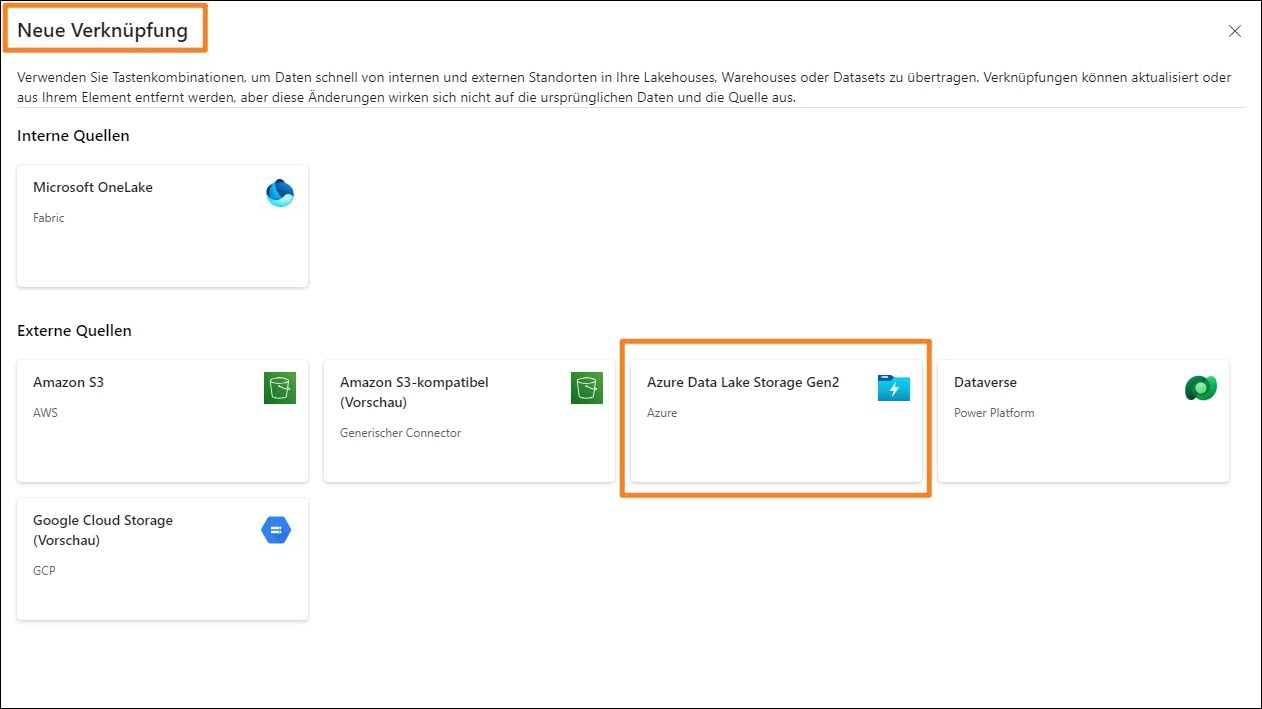 Neue Verknüpfung
Verwenden Sie Tastenkombinationen, um Daten schnell von internen und externen Standorten in Ihre Lakehouses, Warehouses oder Datasets zu übertragen. Verknüpfungen können aktualisiert oder
aus Ihrem Element entfernt werden, aber diese Änderungen wirken sich nicht auf die ursprünglichen Daten und die Quelle aus.
Interne Quellen
Microsoft OneLake
Fabric
Externe Quellen
Amazon S3
AWS
Amazon S3-kompatibel
(Vorschau)
Generischer Connector
Azure Data Lake Storage Gen2
Azure
Dataverse
Power Platform
Google Cloud Storage
(Vorschau)
GCP